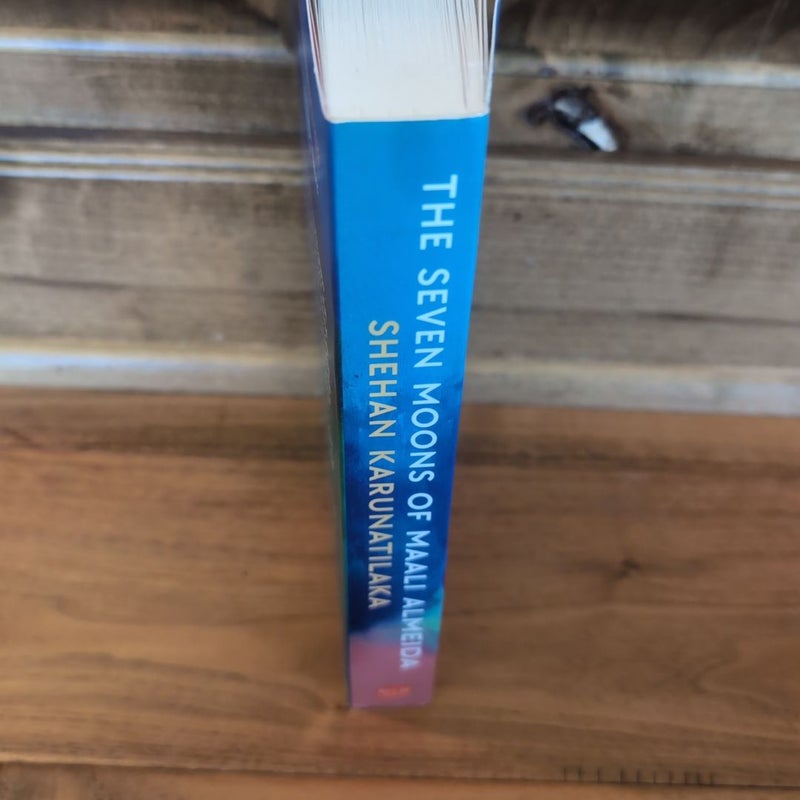 THE SEVEN MOONS OF MAALI ALMEIDA
SHEHAN KARUNATILAKA